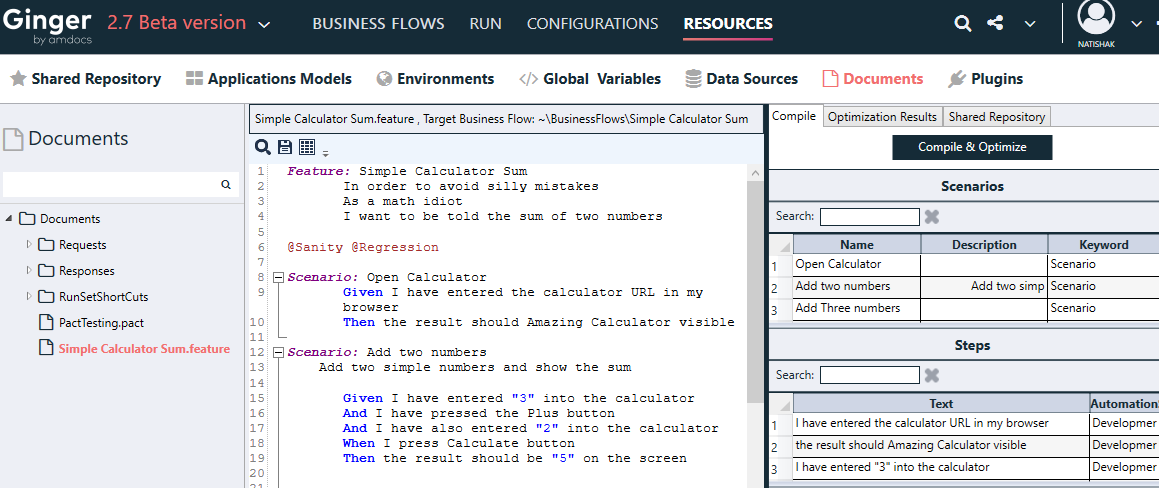 Ginger
by amdocs
2.7 Beta version
BUSINESS FLOWS
RUN
CONFIGURATIONS
RESOURCES
NATISHAK
Shared Repository
Applications Models
Environments
Global Variables
Data Sources
Documents
Plugins
Documents
Documents
Requests
Responses
RunSetShortCuts
PactTesting.pact
Simple Calculator Sum.feature
Simple Calculator Sum.feature , Target Business Flow: ~\BusinessFlows\Simple Calculator Sum
1 Feature: Simple Calculator Sum
2 In order to avoid silly mistakes
3 As a math idiot
4 I want to be told the sum of two numbers
5
6 @Sanity @Regression
7
8 Scenario: Open Calculator
9 Given I have entered the calculator URL in my
browser
10 Then the result should Amazing Calculator visible
11
12 Scenario: Add two numbers
13 Add two simple numbers and show the sum
14
15 Given I have entered "3" into the calculator
16 And I have pressed the Plus button
17 And I have also entered "2" into the calculator
18 When I press Calculate button
19 Then the result should be "5" on the screen
20
21
Compile
Optimization Results
Shared Repository
Compile & Optimize
Scenarios
Search:
Name Description Keyword
1 Open Calculator Scenario
2 Add two numbers Add two simp Scenario
3 Add Three numbers Scenario
Steps
Search:
Text Automation
1 I have entered the calculator URL in my browser Developmer
2 the result should Amazing Calculator visible Developmer
3 I have entered "3" into the calculator Developmer